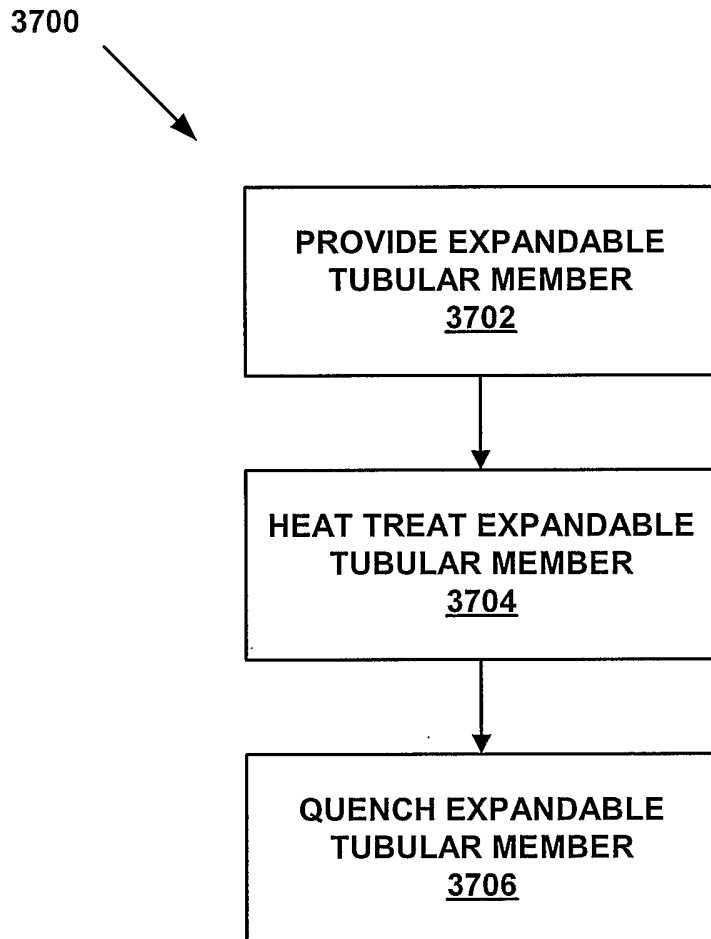 3700
PROVIDE EXPANDABLE
TUBULAR MEMBER
3702
HEAT TREAT EXPANDABLE
TUBULAR MEMBER
3704
QUENCH EXPANDABLE
TUBULAR MEMBER
3706